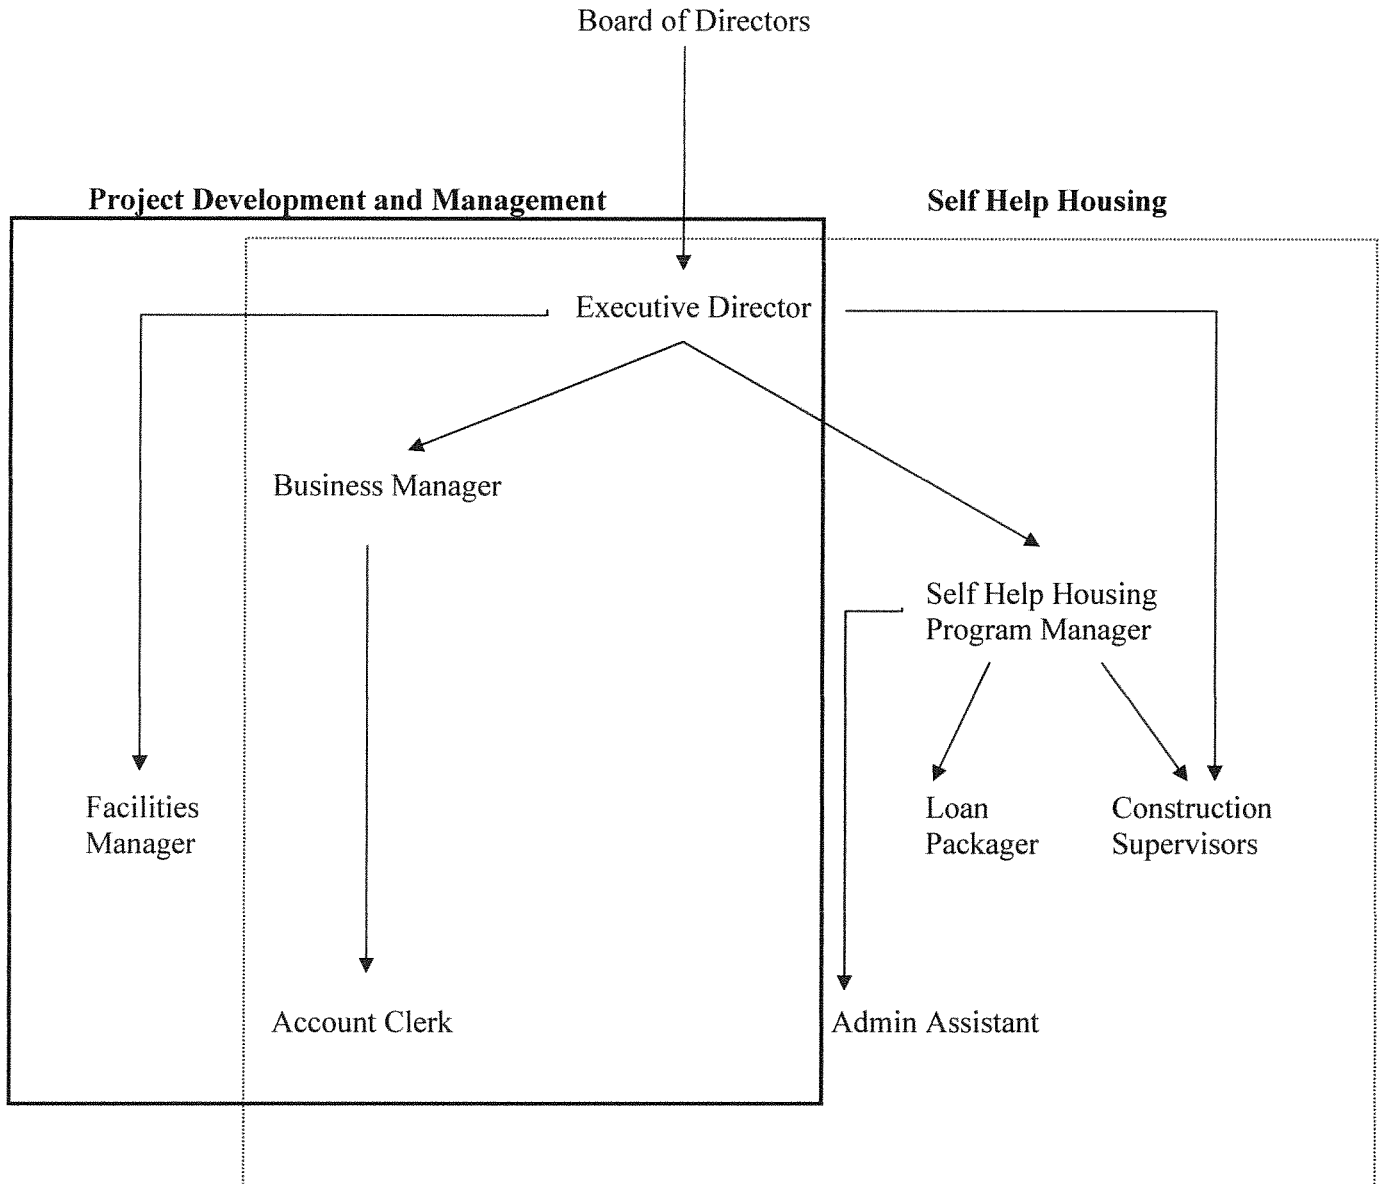 Board of Directors
Project Development and Management
Self Help Housing
Executive Director
Business Manager
Self Help Housing
Program Manager
Facilities
Manager
Loan
Packager
Construction
Supervisors
Account Clerk
Admin Assistant